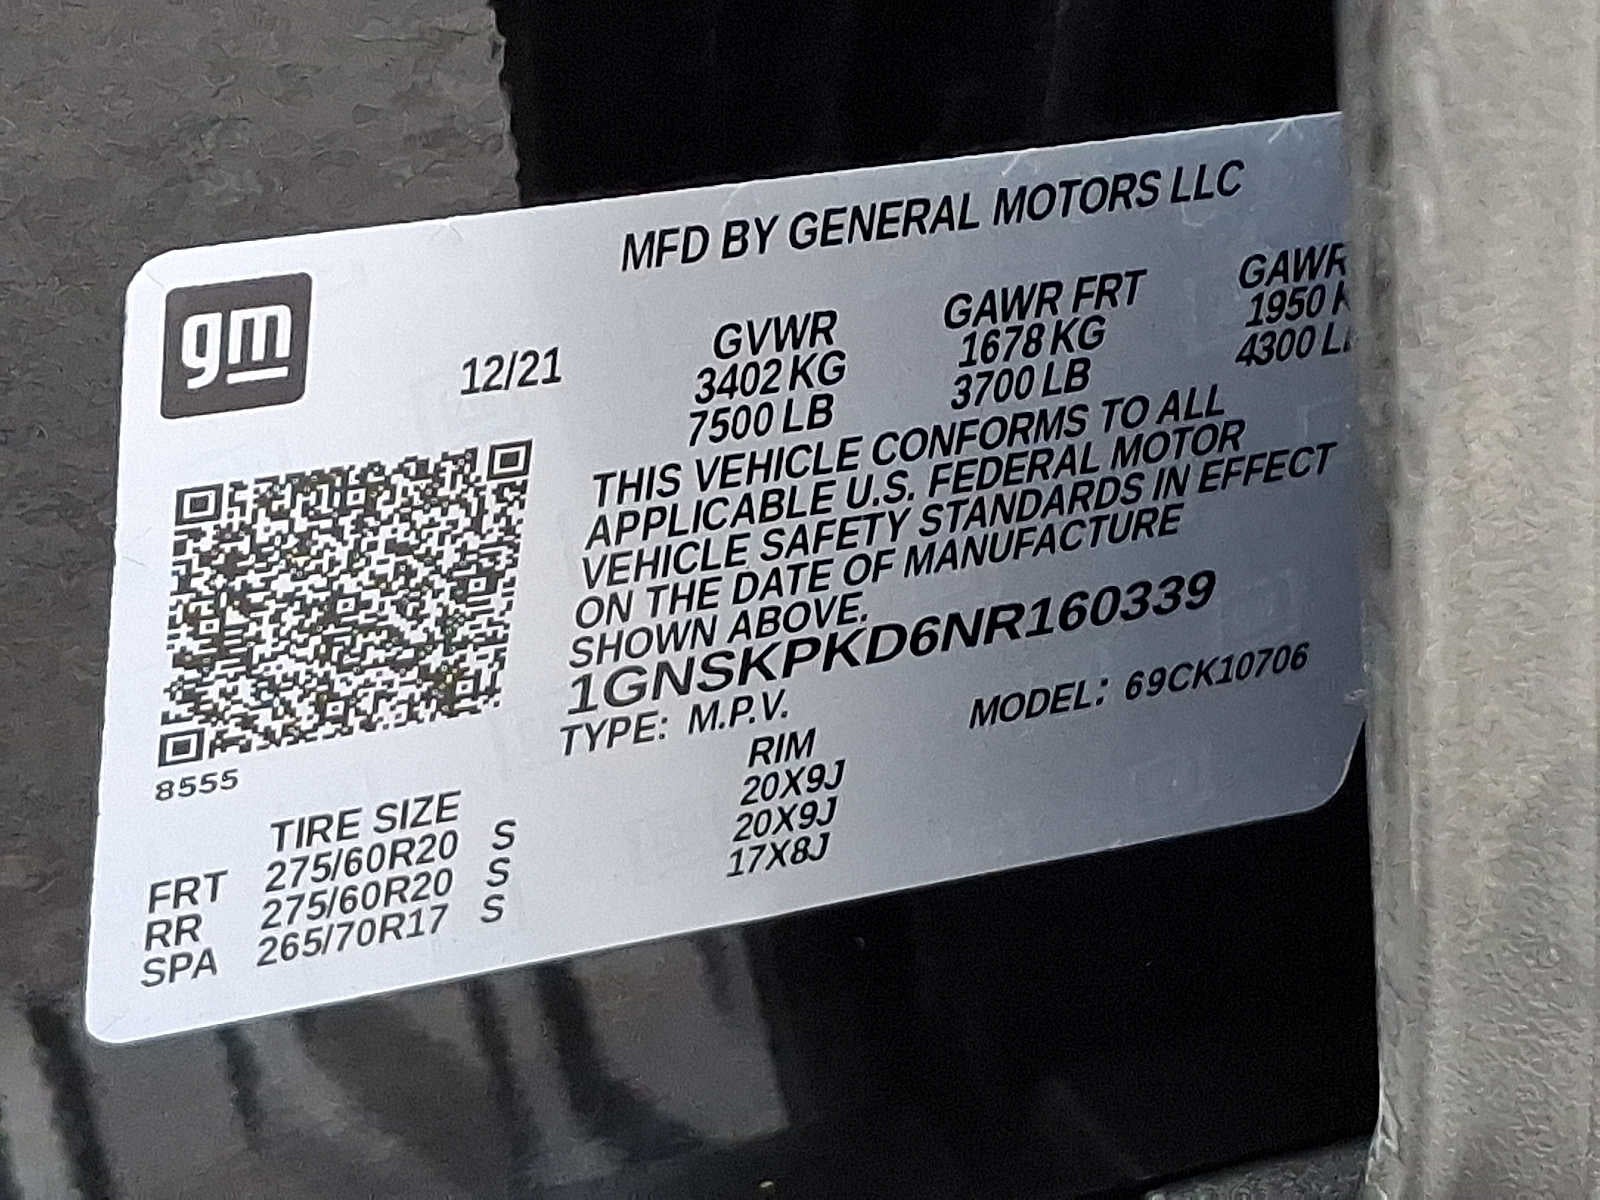 MFD BY GENERAL MOTORS LLC
gm
12/21
GVWR GAWR FRT GAWR
3402 KG 1678 KG 1950
7500 LB 3700 LB 4300
THIS VEHICLE CONFORMS TO ALL
APPLICABLE U.S. FEDERAL MOTOR
VEHICLE SAFETY STANDARDS IN EFFECT
ON THE DATE OF MANUFACTURE
SHOWN ABOVE.
1GNSKPKD6NR160339
TYPE: M.P.V. MODEL: 69CK10706
8555
TIRE SIZE RIM
FRT 275/60R20 S 20X9J
RR 275/60R20 S 20X9J
SPA 265/70R17 S 17X8J